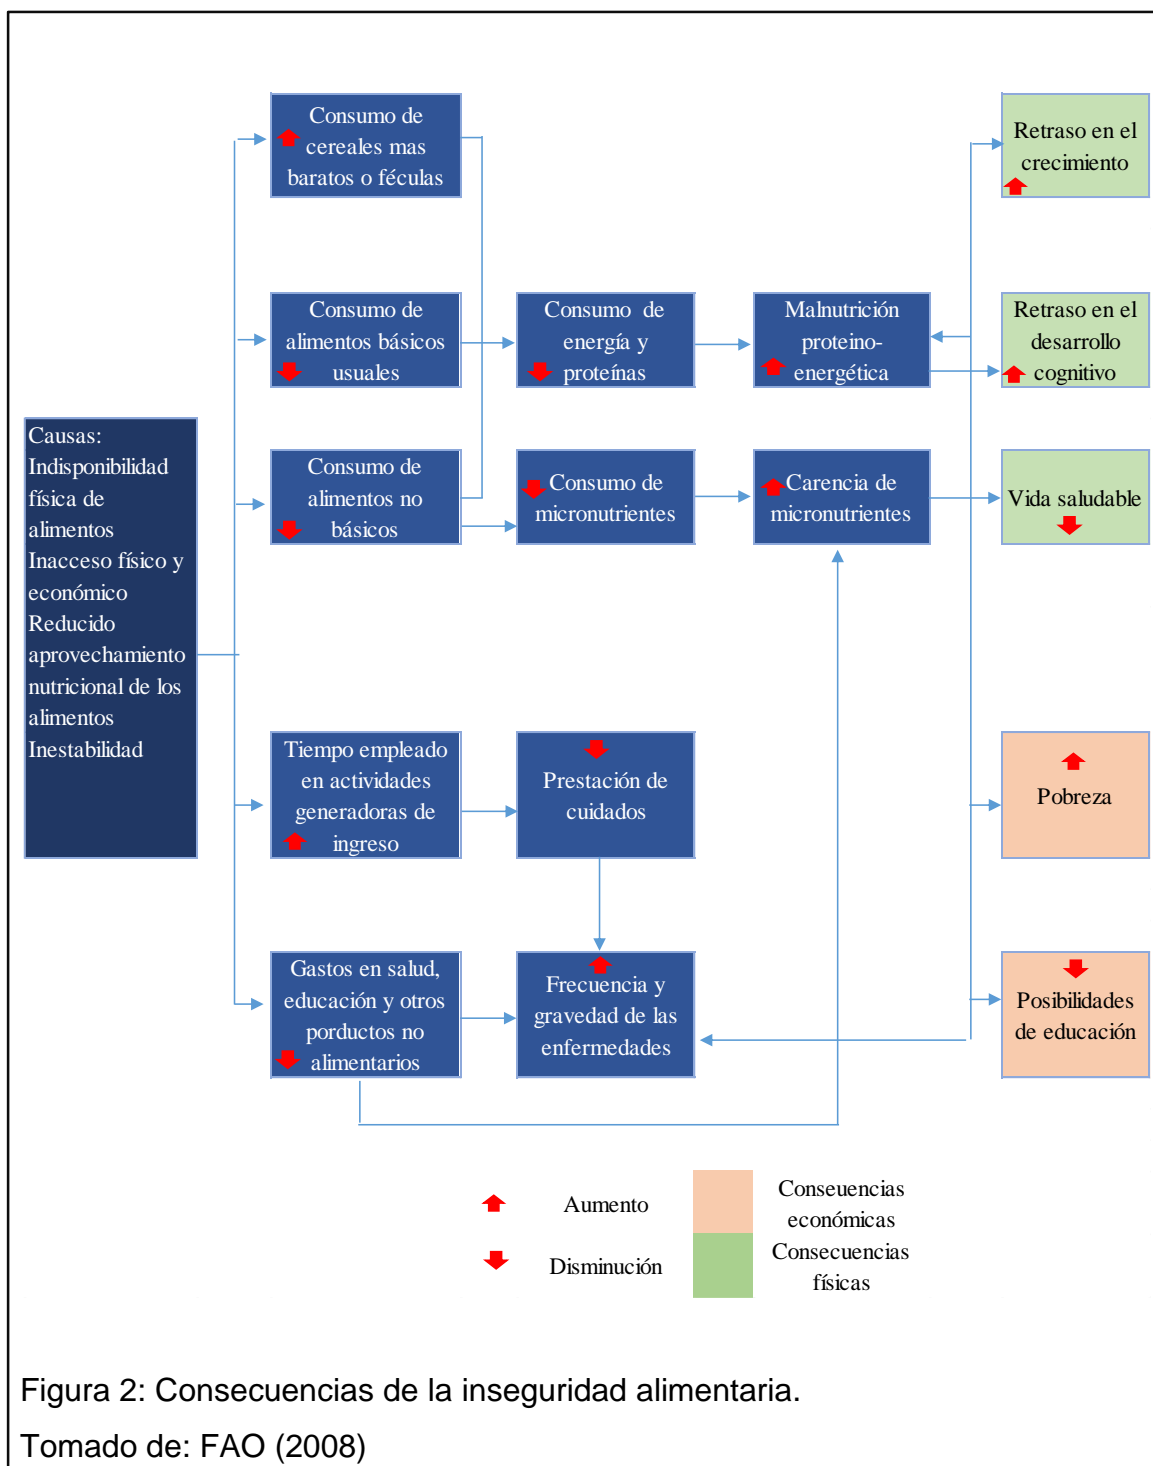 Consumo de
cereales mas
baratos o féculas
Retraso en el
crecimiento
Consumo de
alimentos básicos
usuales
Consumo de
energía y
proteínas
Malnutrición
proteino-
energética
Retraso en el
desarrollo
cognitivo
Causas:
Indisponibilidad
física de
alimentos
Inacceso físico y
económico
Reducido
aprovechamiento
nutricional de los
alimentos
Inestabilidad
Consumo de
alimentos no
básicos
Consumo de
micronutrientes
Carencia de
micronutrientes
Vida saludable
Tiempo empleado
en actividades
generadoras de
ingreso
Prestación de
cuidados
Pobreza
Gastos en salud,
educación y otros
porductos no
alimentarios
Frecuencia y
gravedad de las
enfermedades
Posibilidades
de educación
Aumento
Conseuencias
económicas
Disminución
Consecuencias
físicas
Figura 2: Consecuencias de la inseguridad alimentaria.
Tomado de: FAO (2008)